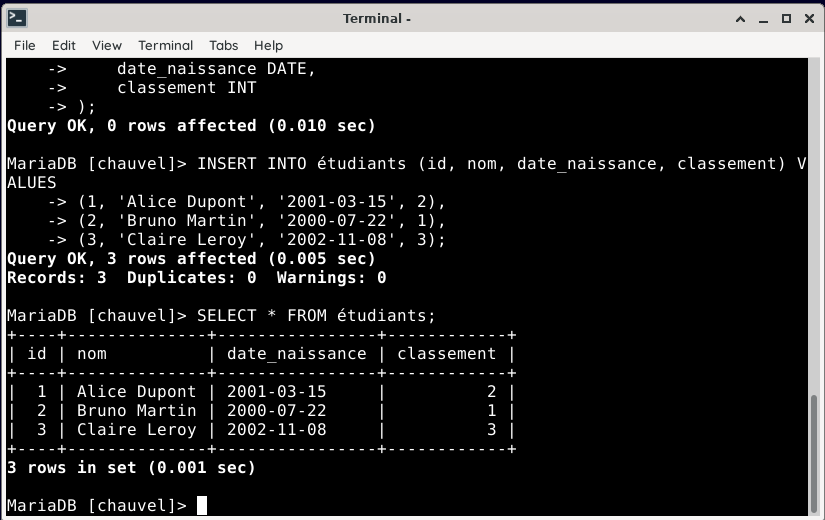 Terminal -
File Edit View Terminal Tabs Help
    ->     date_naissance DATE,
    ->     classement INT
    -> );
Query OK, 0 rows affected (0.010 sec)
MariaDB [chauvel]> INSERT INTO étudiants (id, nom, date_naissance, classement) V
ALUES
    -> (1, 'Alice Dupont', '2001-03-15', 2),
    -> (2, 'Bruno Martin', '2000-07-22', 1),
    -> (3, 'Claire Leroy', '2002-11-08', 3);
Query OK, 3 rows affected (0.005 sec)
Records: 3  Duplicates: 0  Warnings: 0
MariaDB [chauvel]> SELECT * FROM étudiants;
+----+--------------+----------------+------------+
| id | nom          | date_naissance | classement |
+----+--------------+----------------+------------+
|  1 | Alice Dupont | 2001-03-15     |          2 |
|  2 | Bruno Martin | 2000-07-22     |          1 |
|  3 | Claire Leroy | 2002-11-08     |          3 |
+----+--------------+----------------+------------+
3 rows in set (0.001 sec)
MariaDB [chauvel]>